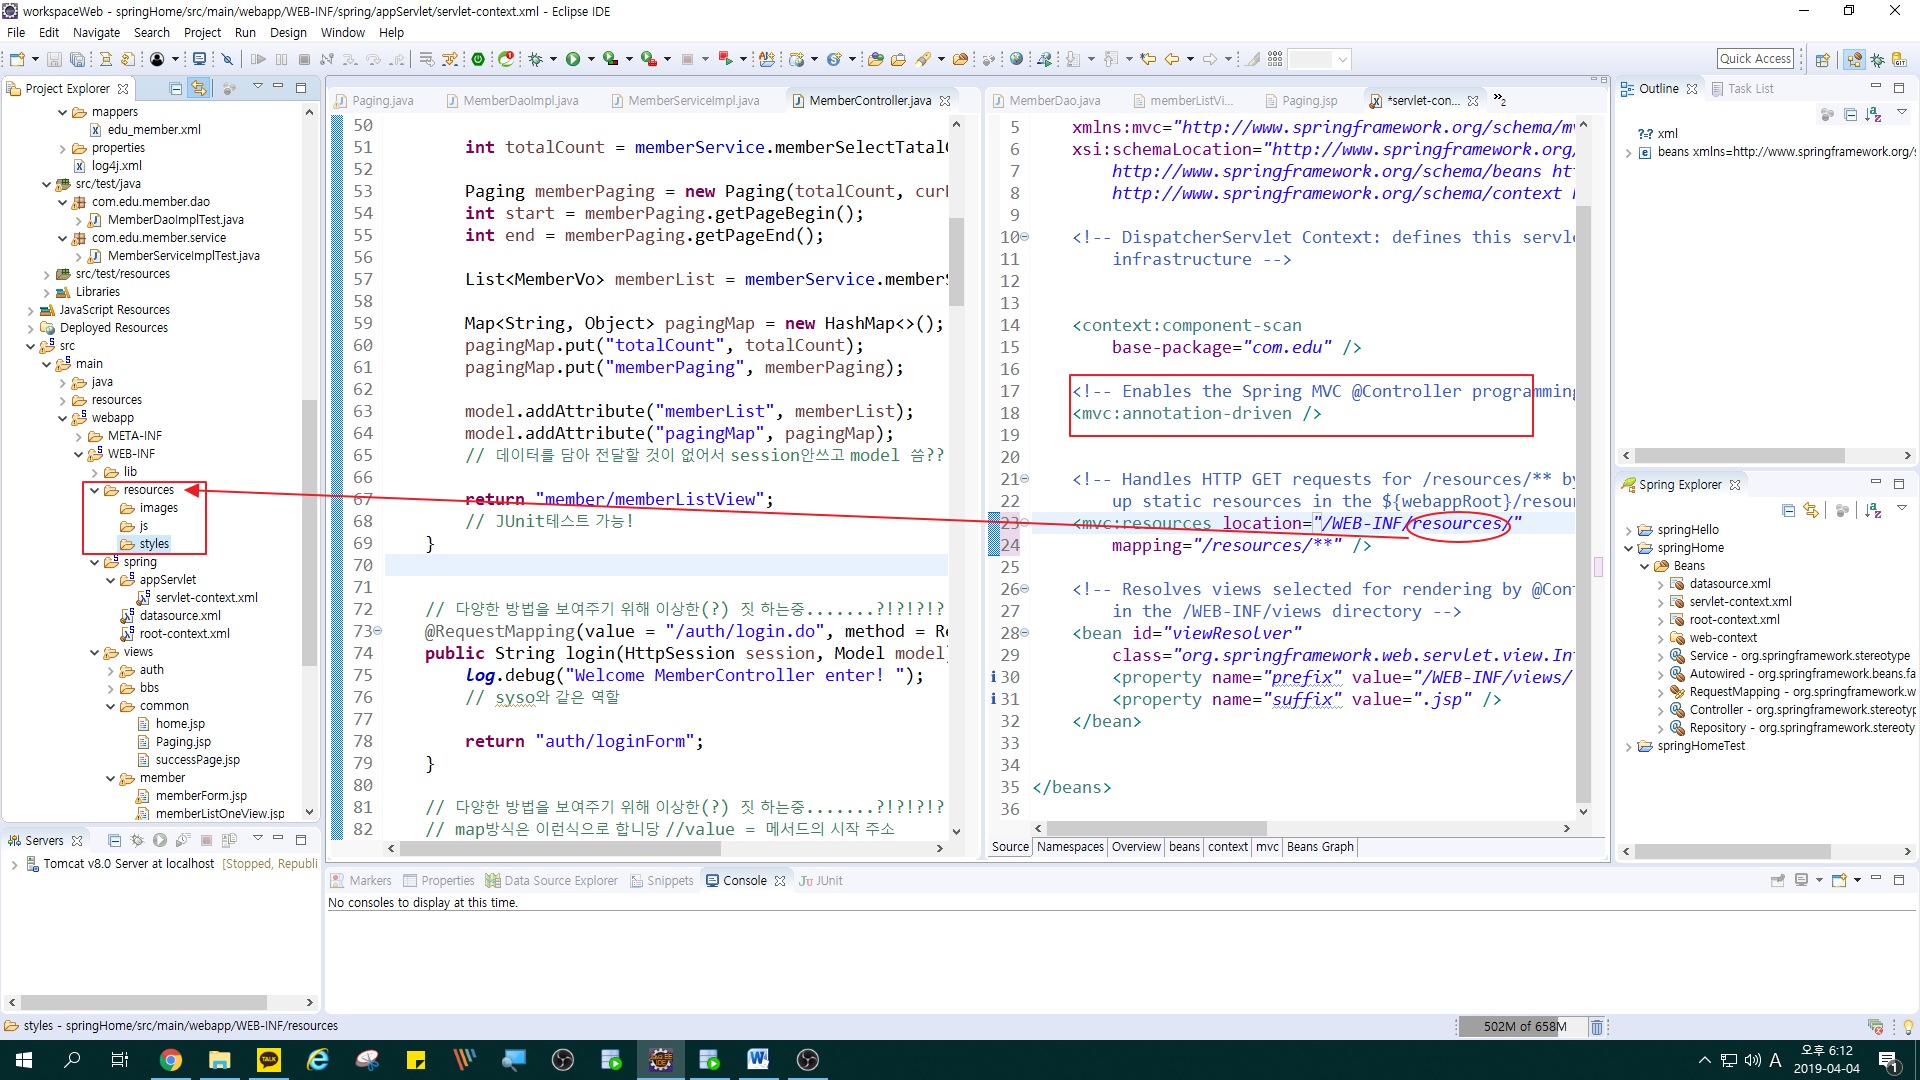 workspaceWeb - springHome/src/main/webapp/WEB-INF/spring/appServlet/servlet-context.xml - Eclipse IDE
File Edit Navigate Search Project Run Design Window Help
Quick Access
Project Explorer
mappers
edu_member.xml
properties
log4j.xml
src/test/java
com.edu.member.dao
MemberDaoImplTest.java
com.edu.member.service
MemberServiceImplTest.java
src/test/resources
Libraries
JavaScript Resources
Deployed Resources
src
main
java
resources
webapp
META-INF
WEB-INF
lib
resources
images
js
styles
spring
appServlet
servlet-context.xml
datasource.xml
root-context.xml
views
auth
bbs
common
home.jsp
Paging.jsp
successPage.jsp
member
memberForm.jsp
memberListOneView.jsp
Servers
Tomcat v8.0 Server at localhost [Stopped, Republi
Paging.java MemberDaoImpl.java MemberServiceImpl.java MemberController.java
50
51 int totalCount = memberService.memberSelectTatal
52
53 Paging memberPaging = new Paging(totalCount, cur
54 int start = memberPaging.getPageBegin();
55 int end = memberPaging.getPageEnd();
56
57 List<MemberVo> memberList = memberService.member
58
59 Map<String, Object> pagingMap = new HashMap<>();
60 pagingMap.put("totalCount", totalCount);
61 pagingMap.put("memberPaging", memberPaging);
62
63 model.addAttribute("memberList", memberList);
64 model.addAttribute("pagingMap", pagingMap);
65 // 데이터를 담아 전달할 것이 없어서 session안쓰고 model 씀??
66
67 return "member/memberListView";
68 // JUnit테스트 가능!
69 }
70
71
72 // 다양한 방법을 보여주기 위해 이상한(?) 짓 하는중.......?!?!?!?
73 @RequestMapping(value = "/auth/login.do", method = Re
74 public String login(HttpSession session, Model model
75 log.debug("Welcome MemberController enter! ");
76 // syso와 같은 역할
77
78 return "auth/loginForm";
79 }
80
81 // 다양한 방법을 보여주기 위해 이상한(?) 짓 하는중.......?!?!?!?
82 // map방식은 이런식으로 합니당 //value = 메서드의 시작 주소
MemberDao.java memberListVi... Paging.jsp *servlet-con... »2
5 xmlns:mvc="http://www.springframework.org/schema/mv
6 xsi:schemaLocation="http://www.springframework.org/
7 http://www.springframework.org/schema/beans htt
8 http://www.springframework.org/schema/context h
9
10 <!-- DispatcherServlet Context: defines this servle
11 infrastructure -->
12
13
14 <context:component-scan
15 base-package="com.edu" />
16
17 <!-- Enables the Spring MVC @Controller programming
18 <mvc:annotation-driven />
19
20
21 <!-- Handles HTTP GET requests for /resources/** by
22 up static resources in the ${webappRoot}/resour
23 <mvc:resources location="/WEB-INF/resources/"
24 mapping="/resources/**" />
25
26 <!-- Resolves views selected for rendering by @Cont
27 in the /WEB-INF/views directory -->
28 <bean id="viewResolver"
29 class="org.springframework.web.servlet.view.Int
30 <property name="prefix" value="/WEB-INF/views/
31 <property name="suffix" value=".jsp" />
32 </bean>
33
34
35 </beans>
36
Source Namespaces Overview beans context mvc Beans Graph
Markers Properties Data Source Explorer Snippets Console JUnit
No consoles to display at this time.
Outline Task List
xml
beans xmlns=http://www.springframework.org/s
Spring Explorer
springHello
springHome
Beans
datasource.xml
servlet-context.xml
root-context.xml
web-context
Service - org.springframework.stereotype
Autowired - org.springframework.beans.fa
RequestMapping - org.springframework.w
Controller - org.springframework.stereotyp
Repository - org.springframework.stereoty
springHomeTest
styles - springHome/src/main/webapp/WEB-INF/resources
502M of 658M
TALK
A
오후 6:12
2019-04-04
1